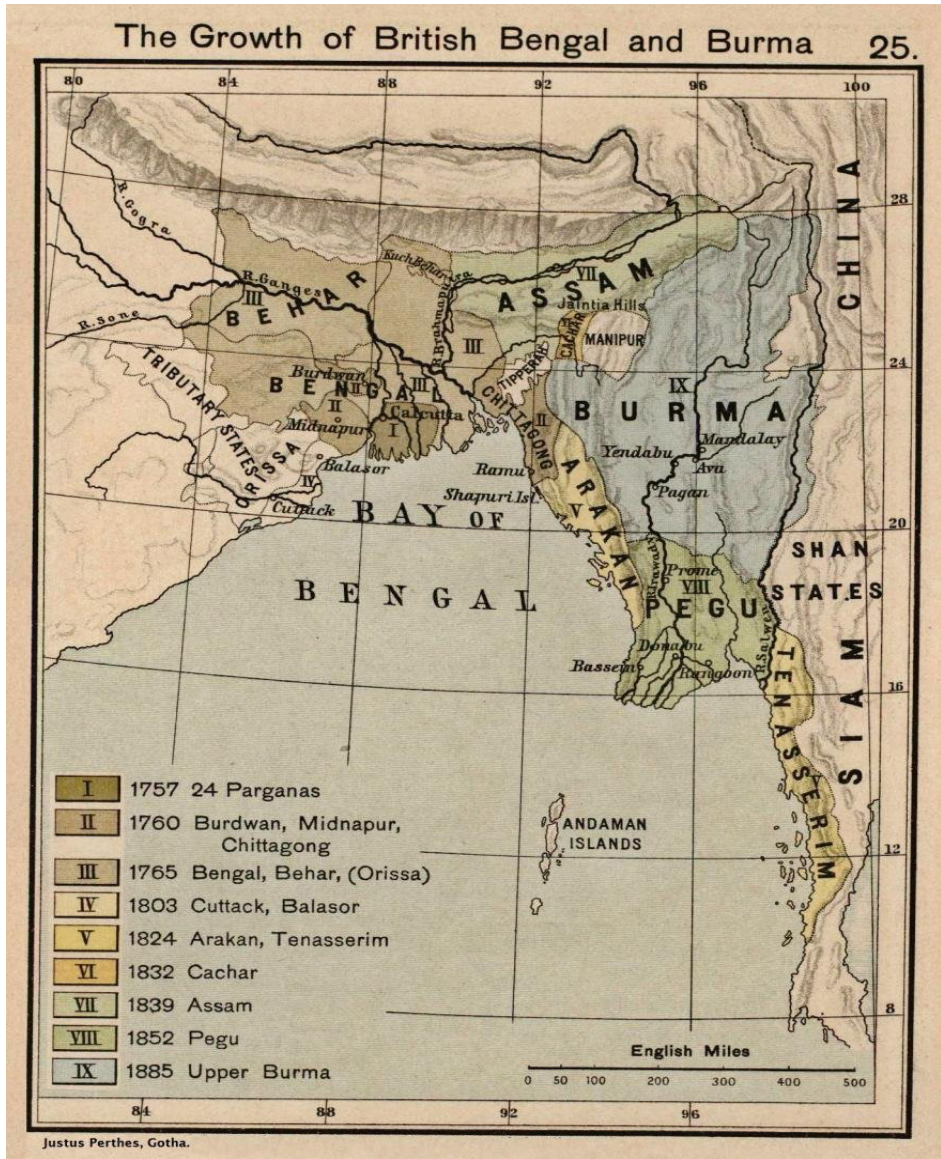 The Growth of British Bengal and Burma 25.
80 84 88 92 96 100
CHINA
28
R. Gogra
Kuch Behar
R. Ganges
III
BEHAR
R. Brahmaputra
VII
ASSAM
Jaintia Hills
R. Sone
III
CACHAR
MANIPUR
TIPPERAH
24
TRIBUTARY
STATES
Burdwan
II
BENGAL
III
II
Calcutta
I
Midnapur
CHITTAGONG
II
IX
BURMA
Mandalay
Yendabu
Ava
Pagan
ORISSA
IV
Balasor
Cuttack
Ramu
Shapuri Isl.
ARAKAN
V
BAY OF
BENGAL
20
SHAN
STATES
R. Irawadi
Prome
VIII
PEGU
Donabu
Bassein
Rangoon
R. Salwen
16
TENASSERIM
V
SIAM
ANDAMAN
ISLANDS
12
8
I 1757 24 Parganas
II 1760 Burdwan, Midnapur,
Chittagong
III 1765 Bengal, Behar, (Orissa)
IV 1803 Cuttack, Balasor
V 1824 Arakan, Tenasserim
VI 1832 Cachar
VII 1839 Assam
VIII 1852 Pegu
IX 1885 Upper Burma
English Miles
0 50 100 200 300 400 500
84 88 92 96
Justus Perthes, Gotha.